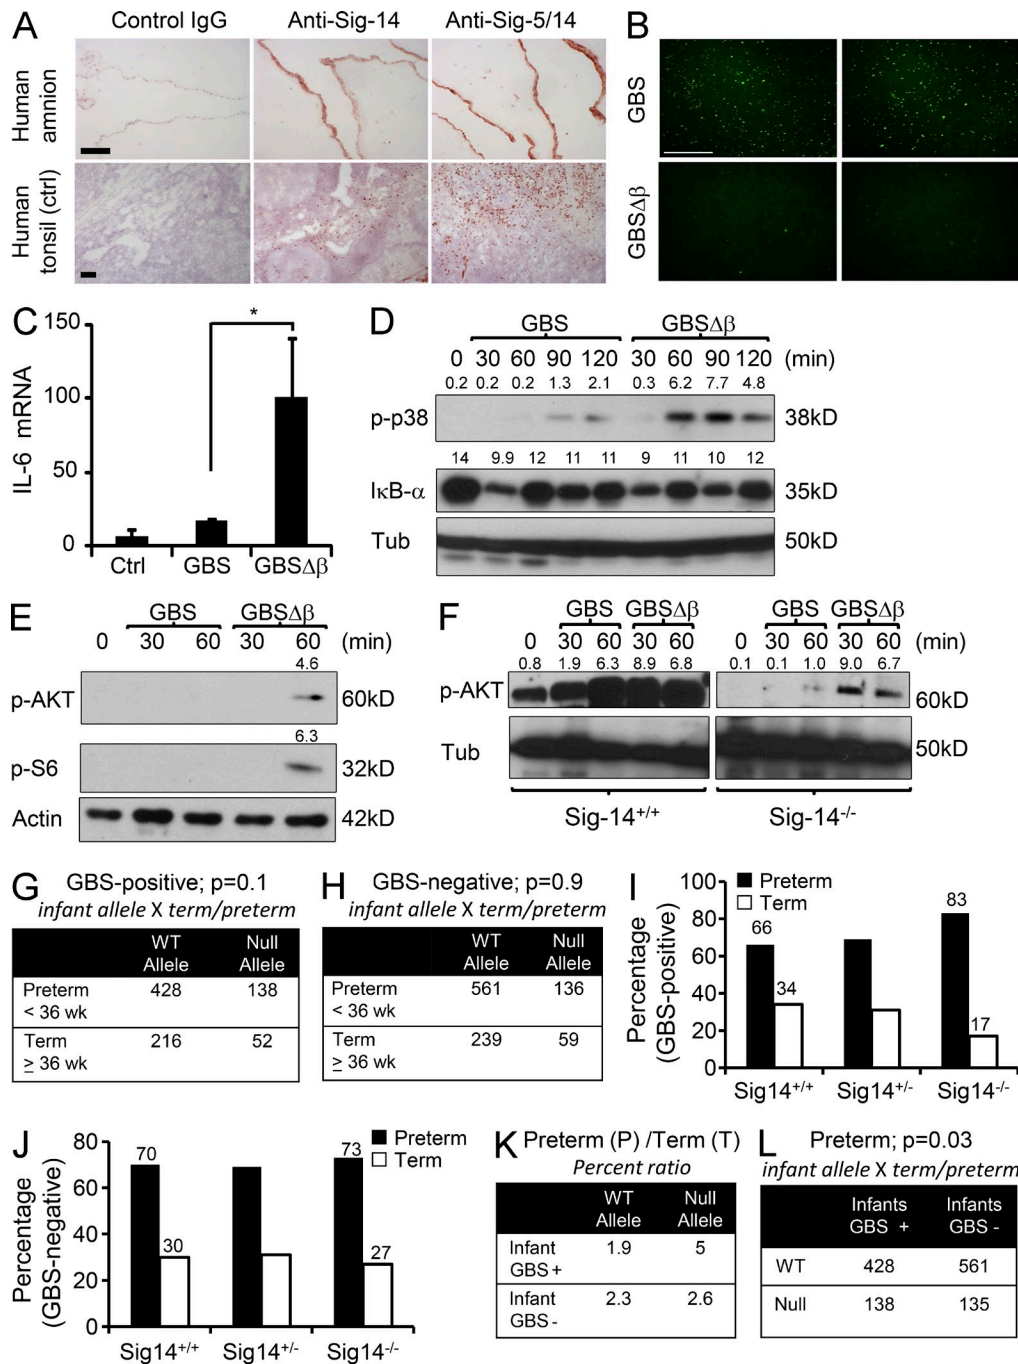 A
Control IgG Anti-Sig-14 Anti-Sig-5/14
Human amnion
Human tonsil (ctrl)
B
GBS
GBSΔβ
C
IL-6 mRNA
150
100
50
0
*
Ctrl GBS GBSΔβ
D
GBS GBSΔβ
0 30 60 90 120 30 60 90 120 (min)
0.2 0.2 0.2 1.3 2.1 0.3 6.2 7.7 4.8
p-p38 38kD
14 9.9 12 11 11 9 11 10 12
IκB-α 35kD
Tub 50kD
E
GBS GBSΔβ
0 30 60 30 60 (min)
4.6
p-AKT 60kD
6.3
p-S6 32kD
Actin 42kD
F
GBS GBSΔβ GBS GBSΔβ
0 30 60 30 60 0 30 60 30 60 (min)
0.8 1.9 6.3 8.9 6.8 0.1 0.1 1.0 9.0 6.7
p-AKT 60kD
Tub 50kD
Sig-14+/+ Sig-14-/-
G GBS-positive; p=0.1
infant allele X term/preterm
WT Allele Null Allele
Preterm < 36 wk 428 138
Term ≥ 36 wk 216 52
H GBS-negative; p=0.9
infant allele X term/preterm
WT Allele Null Allele
Preterm < 36 wk 561 136
Term ≥ 36 wk 239 59
I
Percentage (GBS-positive)
100
80
60
40
20
0
Preterm
Term
66 34 83 17
Sig14+/+ Sig14+/- Sig14-/-
J
Percentage (GBS-negative)
80
60
40
20
0
Preterm
Term
70 30 73 27
Sig14+/+ Sig14+/- Sig14-/-
K Preterm (P) /Term (T)
Percent ratio
WT Allele Null Allele
Infant GBS + 1.9 5
Infant GBS - 2.3 2.6
L Preterm; p=0.03
infant allele X term/preterm
Infants GBS + Infants GBS -
WT 428 561
Null 138 135